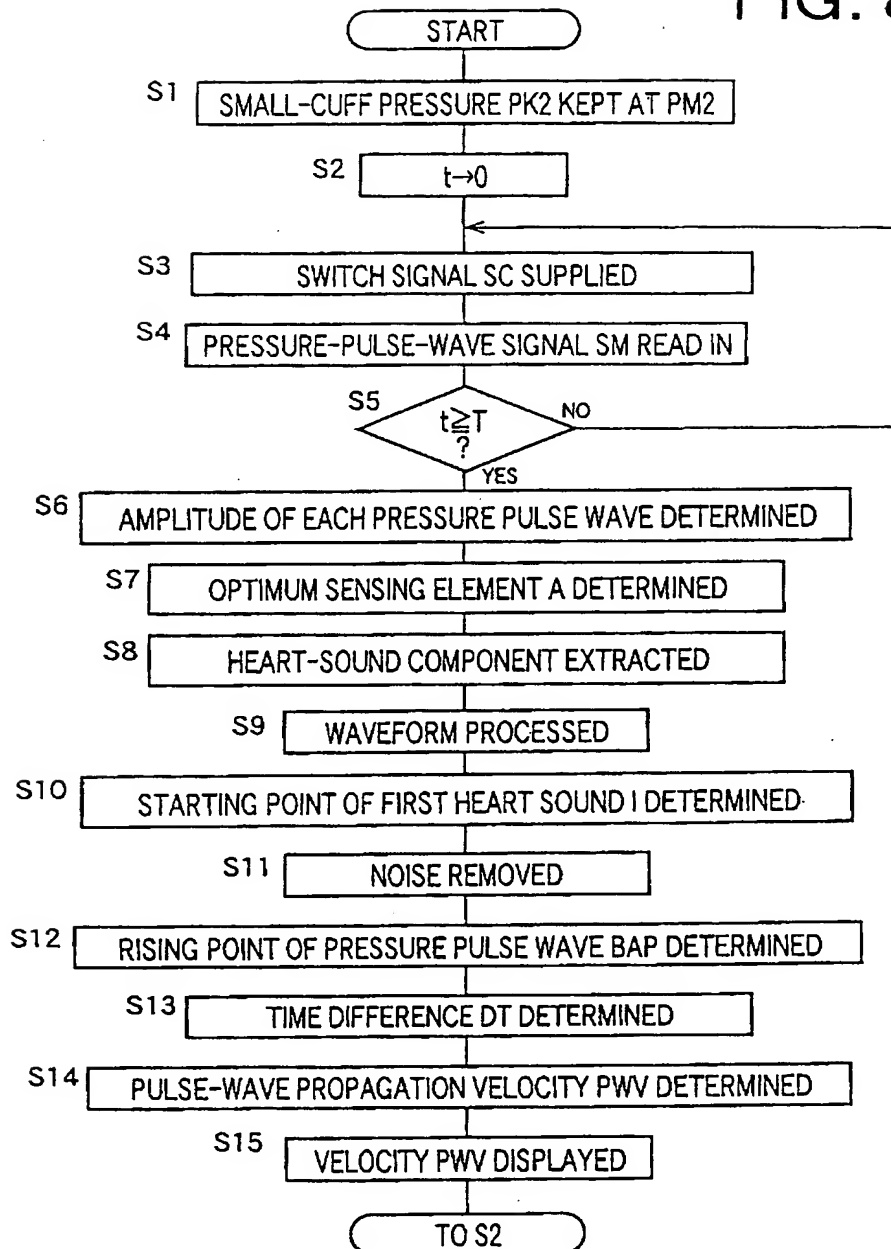 FIG.
START
S1
SMALL-CUFF PRESSURE PK2 KEPT AT PM2
S2
t→0
S3
SWITCH SIGNAL SC SUPPLIED
S4
PRESSURE-PULSE-WAVE SIGNAL SM READ IN
S5
t≧T
?
NO
YES
S6
AMPLITUDE OF EACH PRESSURE PULSE WAVE DETERMINED
S7
OPTIMUM SENSING ELEMENT A DETERMINED
S8
HEART-SOUND COMPONENT EXTRACTED
S9
WAVEFORM PROCESSED
S10
STARTING POINT OF FIRST HEART SOUND I DETERMINED
S11
NOISE REMOVED
S12
RISING POINT OF PRESSURE PULSE WAVE BAP DETERMINED
S13
TIME DIFFERENCE DT DETERMINED
S14
PULSE-WAVE PROPAGATION VELOCITY PWV DETERMINED
S15
VELOCITY PWV DISPLAYED
TO S2